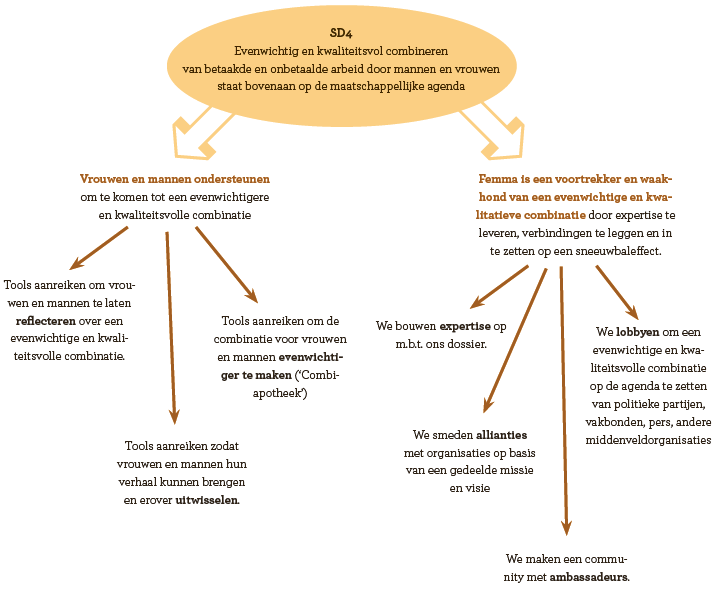 SD4
Evenwichtig en kwaliteitsvol combineren
van betaakde en onbetaalde arbeid door mannen en vrouwen
staat bovenaan op de maatschappelijke agenda
Vrouwen en mannen ondersteunen
om te komen tot een evenwichtigere
en kwaliteitsvolle combinatie
Tools aanreiken om vrou-
wen en mannen te laten
reflecteren over een
evenwichtige en kwali-
teitsvolle combinatie.
Tools aanreiken om de
combinatie voor vrouwen
en mannen evenwichti-
ger te maken ('Combi-
apotheek')
Tools aanreiken zodat
vrouwen en mannen hun
verhaal kunnen brengen
en erover uitwisselen.
Femma is een voortrekker en waak-
hond van een evenwichtige en kwa-
litatieve combinatie door expertise te
leveren, verbindingen te leggen en in
te zetten op een sneeuwbaleffect.
We bouwen expertise op
m.b.t. ons dossier.
We smeden allianties
met organisaties op basis
van een gedeelde missie
en visie
We maken een commu-
nity met ambassadeurs.
We lobbyen om een
evenwichtige en kwa-
liteitsvolle combinatie
op de agenda te zetten
van politieke partijen,
vakbonden, pers, andere
middenveldorganisaties